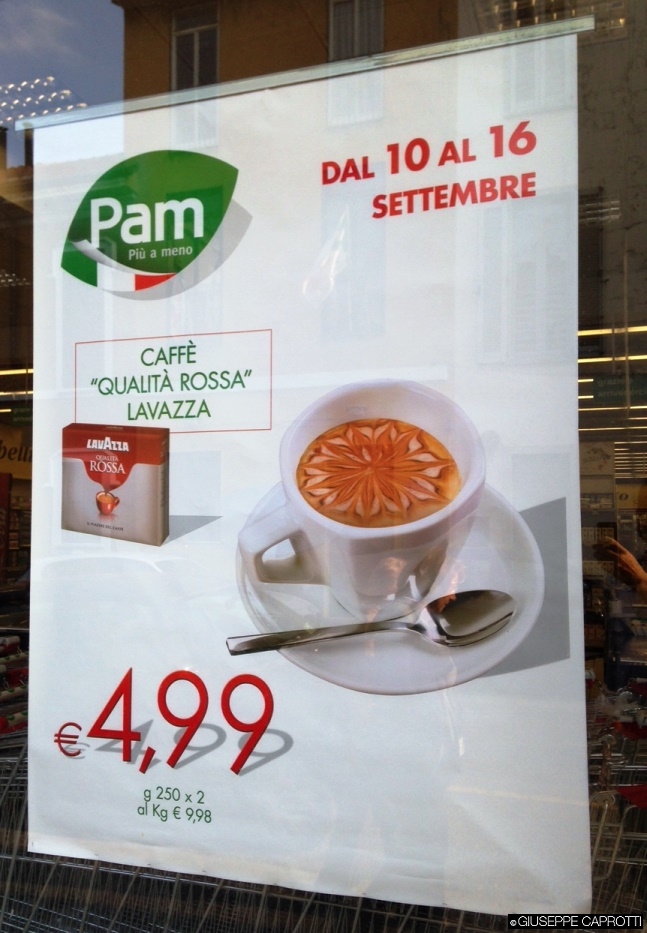 DAL 10 AL 16
SETTEMBRE
Pam
Più a meno
CAFFÈ
"QUALITÀ ROSSA"
LAVAZZA
LAVAZZA
QUALITÀ
ROSSA
€ 4,99
g 250 x 2
al Kg € 9,98
© GIUSEPPE CAPROTTI